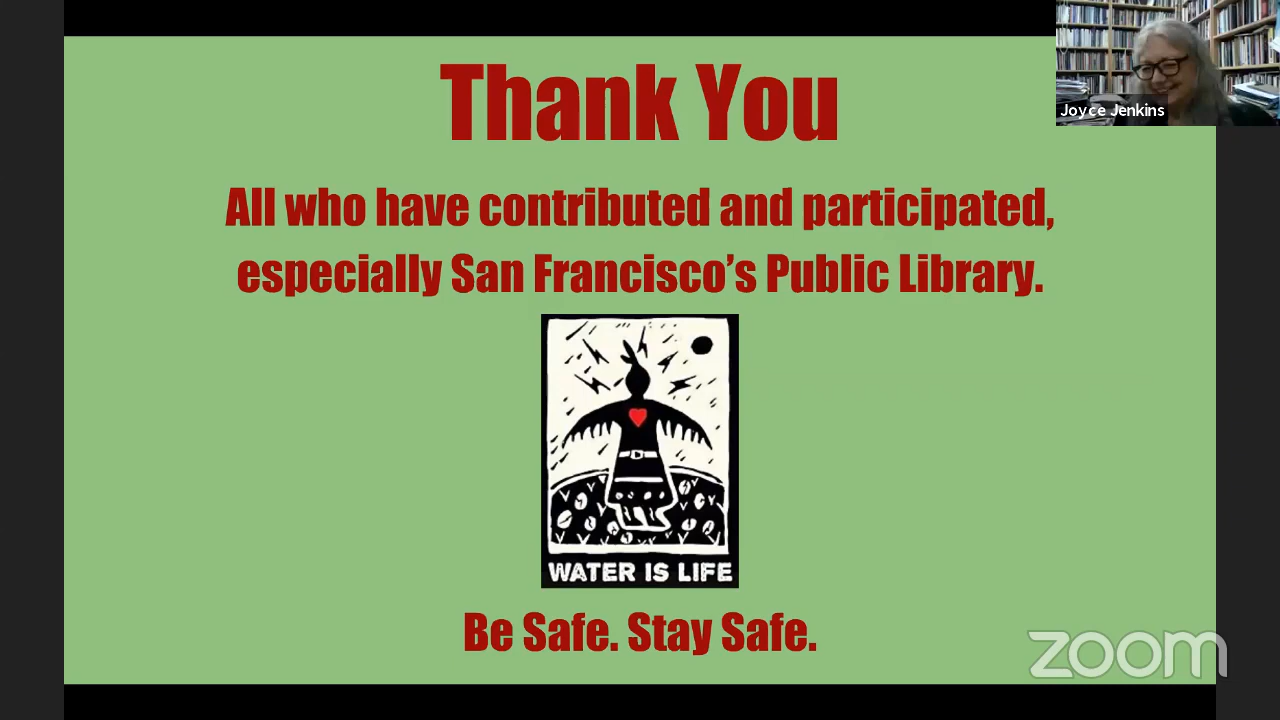 Thank You
Joyce Jenkins
All who have contributed and participated,
especially San Francisco’s Public Library.
WATER IS LIFE
Be Safe. Stay Safe.
zoom